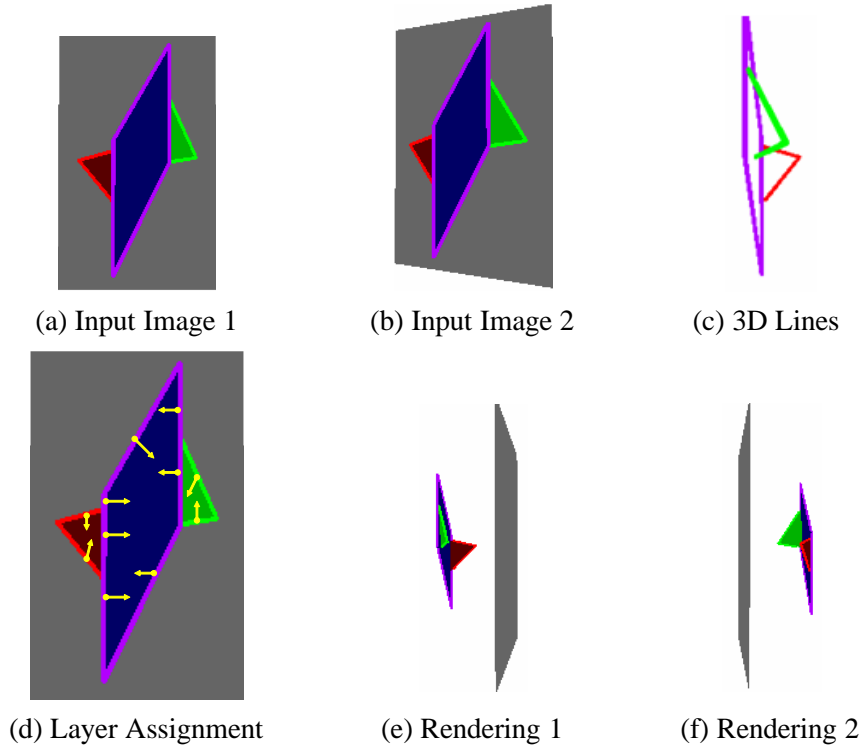 (a) Input Image 1
(b) Input Image 2
(c) 3D Lines
(d) Layer Assignment
(e) Rendering 1
(f) Rendering 2